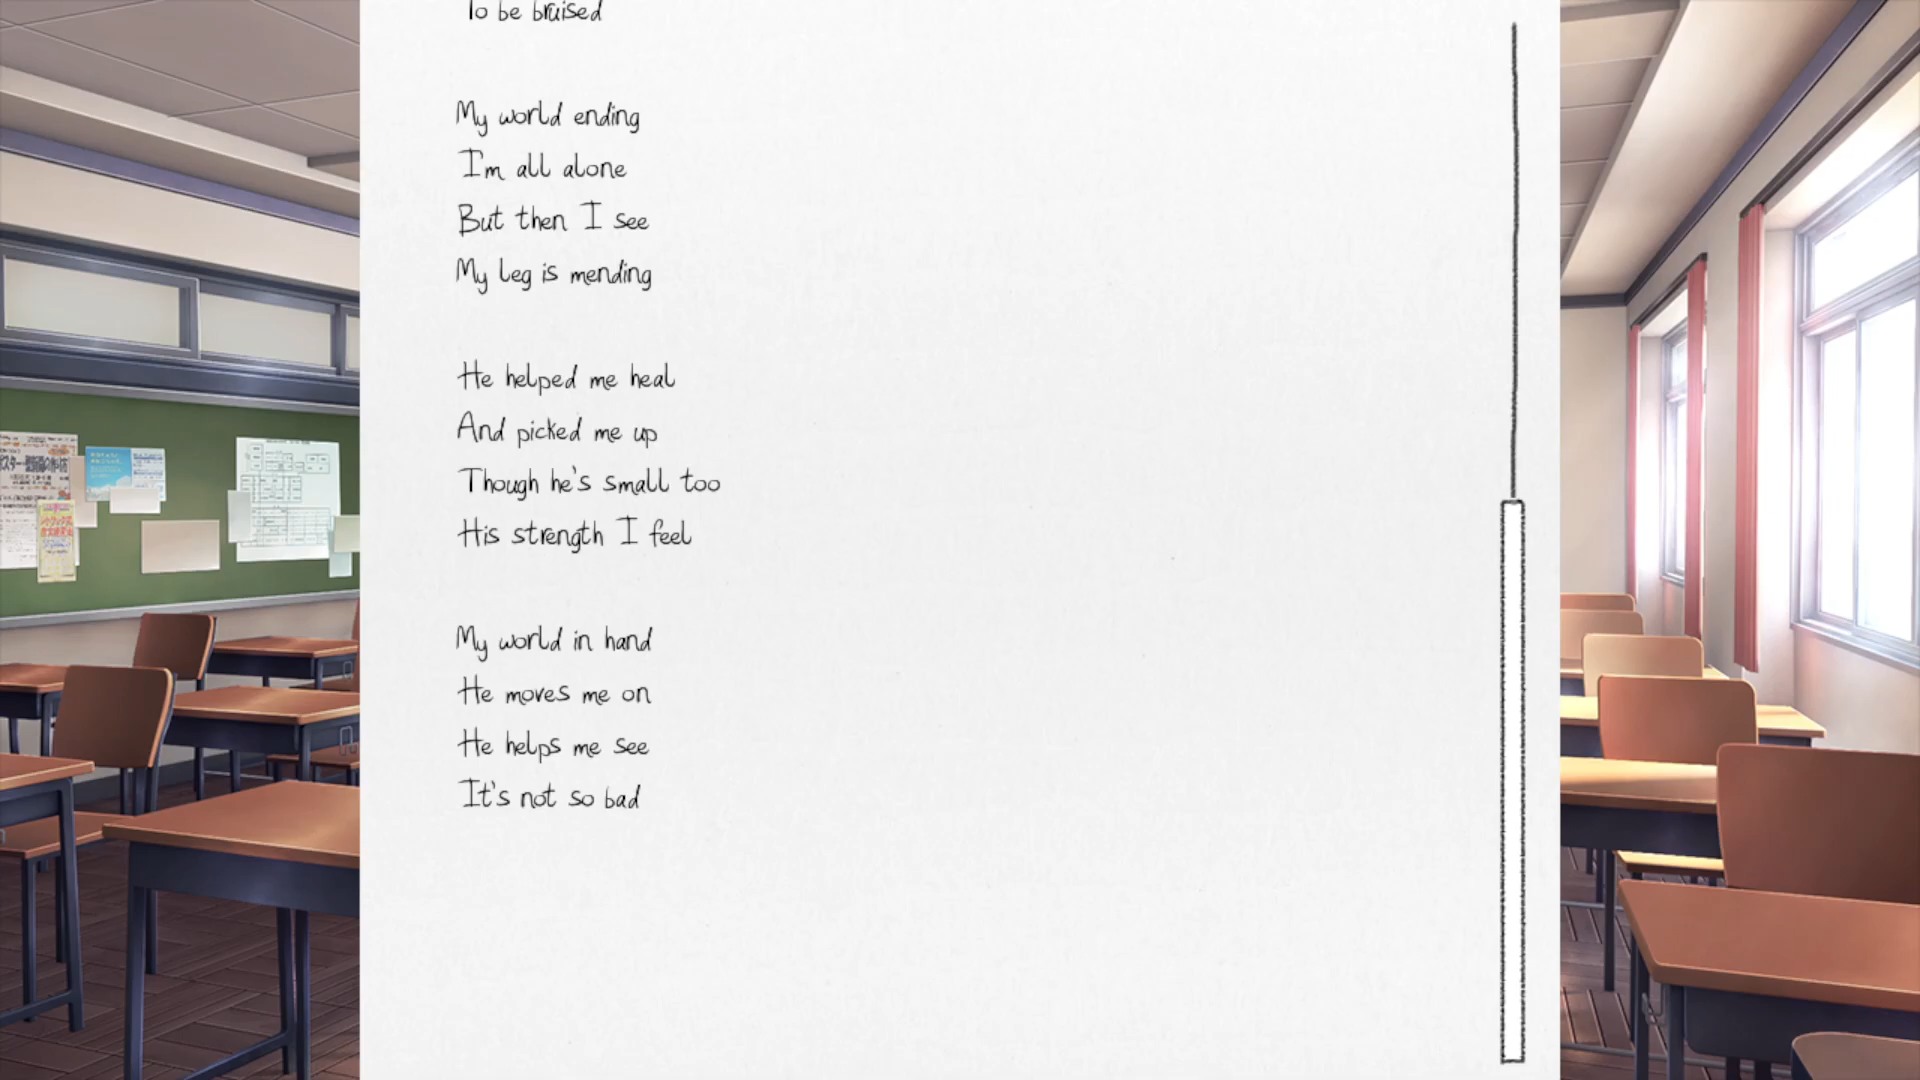 To be bruised
My world ending
I'm all alone
But then I see
My leg is mending
He helped me heal
And picked me up
Though he's small too
His strength I feel
My world in hand
He moves me on
He helps me see
It's not so bad